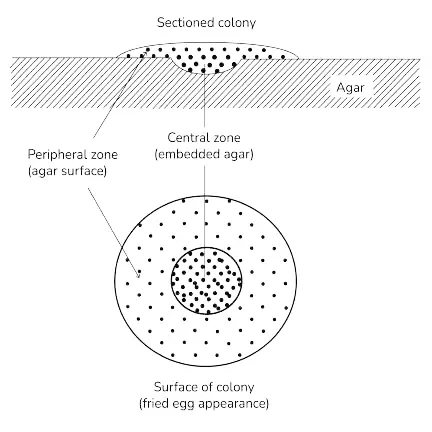 Sectioned colony
Agar
Central zone
(embedded agar)
Peripheral zone
(agar surface)
Surface of colony
(fried egg appearance)